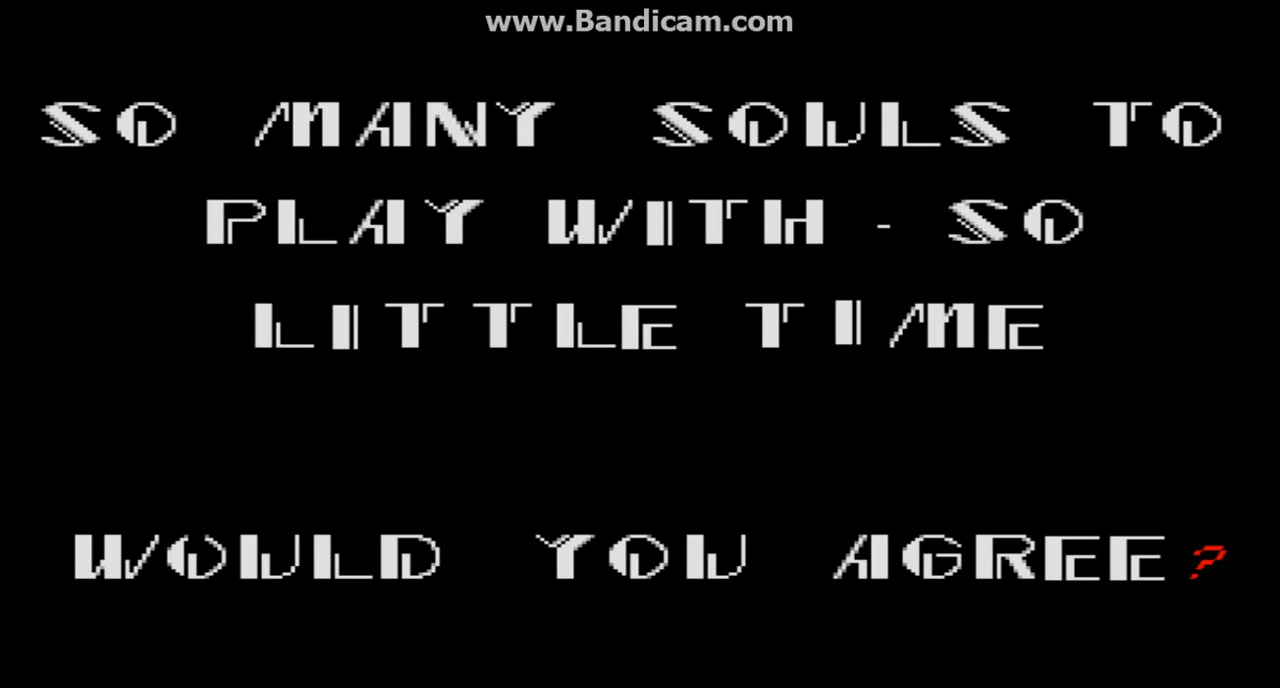 www.Bandicam.com
SO MANY SOULS TO
PLAY WITH - SO
LITTLE TIME
WOULD YOU AGREE?